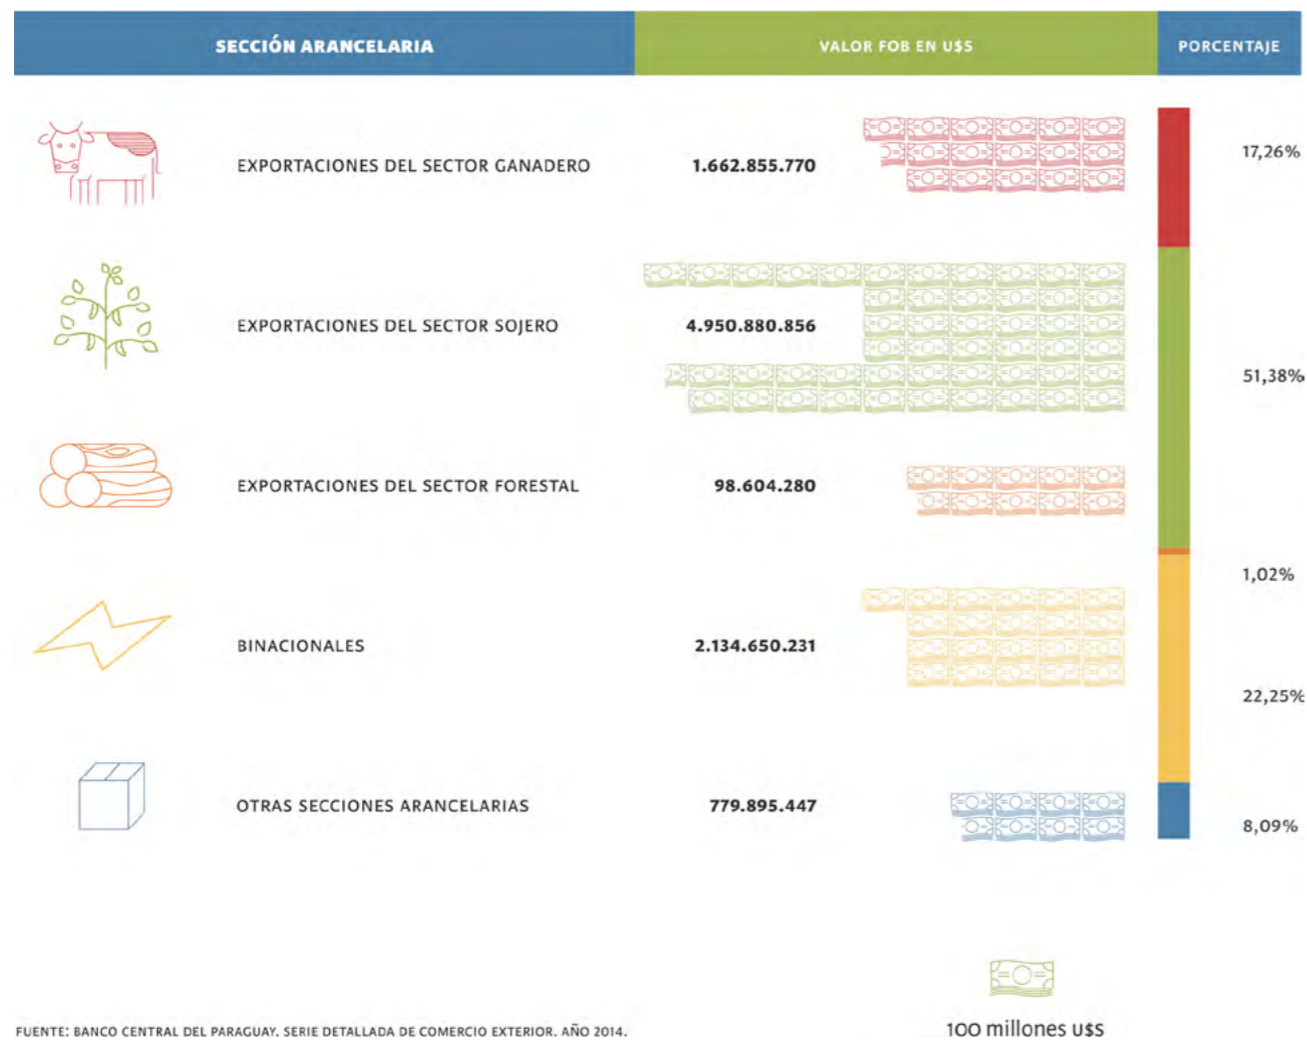 SECCIÓN ARANCELARIA VALOR FOB EN U$S PORCENTAJE
EXPORTACIONES DEL SECTOR GANADERO 1.662.855.770 17,26%
EXPORTACIONES DEL SECTOR SOJERO 4.950.880.856
51,38%
EXPORTACIONES DEL SECTOR FORESTAL 98.604.280
1,02%
BINACIONALES 2.134.650.231
22,25%
OTRAS SECCIONES ARANCELARIAS 779.895.447
8,09%
100 millones U$S
FUENTE: BANCO CENTRAL DEL PARAGUAY. SERIE DETALLADA DE COMERCIO EXTERIOR. AÑO 2014.